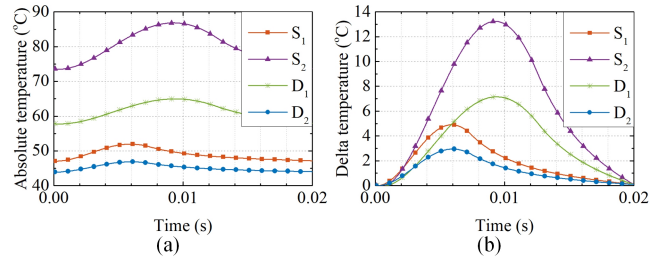 Absolute temperature (°C)
90
80
70
60
50
40
0.00
0.01
0.02
Time (s)
(a)
S₁
S₂
D₁
D₂
Delta temperature (°C)
14
12
10
8
6
4
2
0
0.00
0.01
0.02
Time (s)
(b)
S₁
S₂
D₁
D₂